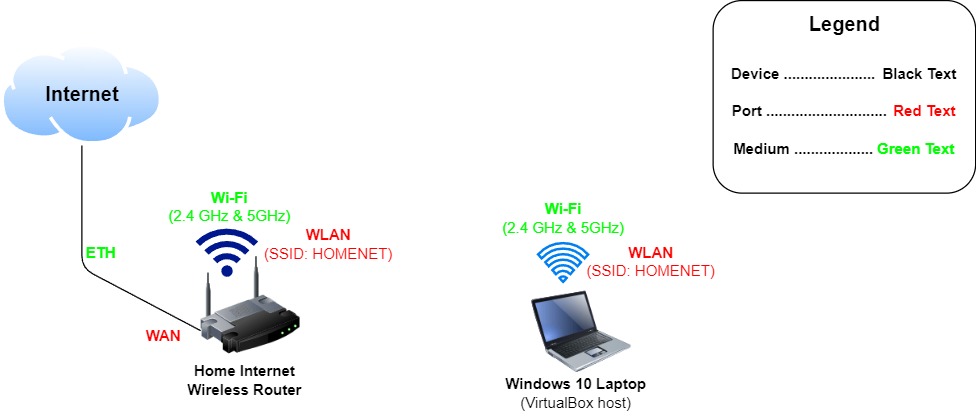 Legend
Device ...................... Black Text
Port ............................. Red Text
Medium ................... Green Text
Internet
Wi-Fi
(2.4 GHz & 5GHz)
WLAN
(SSID: HOMENET)
ETH
WAN
Home Internet
Wireless Router
Wi-Fi
(2.4 GHz & 5GHz)
WLAN
(SSID: HOMENET)
Windows 10 Laptop
(VirtualBox host)